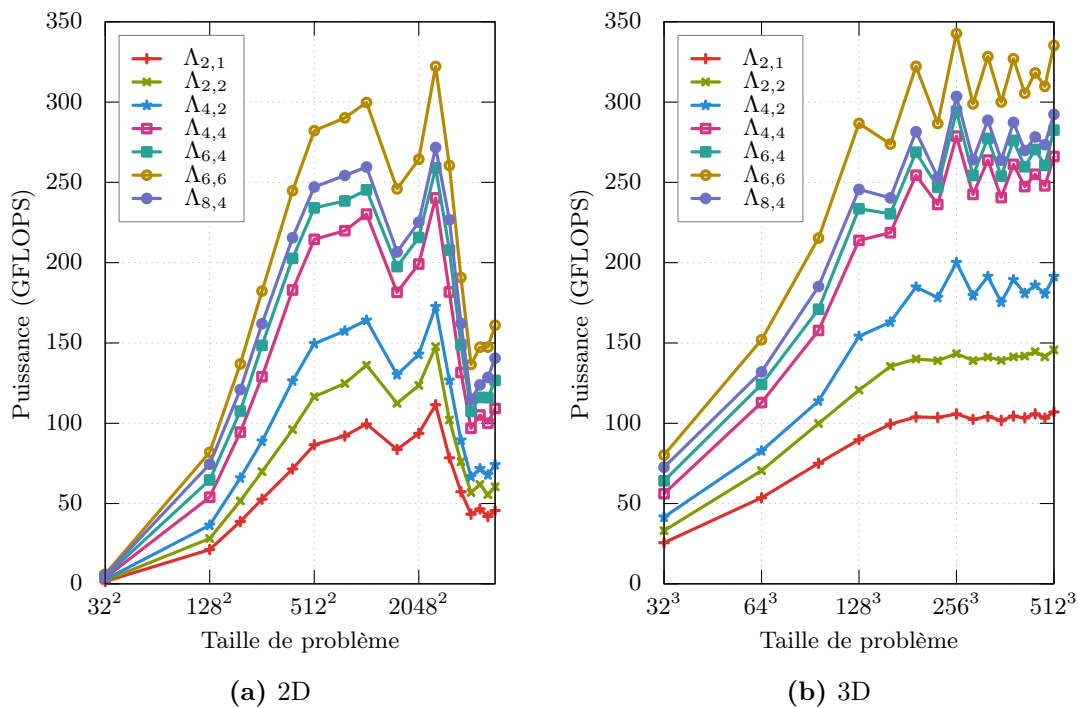 350
300
250
200
150
100
50
0
Puissance (GFLOPS)
Λ2,1
Λ2,2
Λ4,2
Λ4,4
Λ6,4
Λ6,6
Λ8,4
32² 128² 512² 2048²
Taille de problème
(a) 2D
350
300
250
200
150
100
50
0
Puissance (GFLOPS)
Λ2,1
Λ2,2
Λ4,2
Λ4,4
Λ6,4
Λ6,6
Λ8,4
32³ 64³ 128³ 256³ 512³
Taille de problème
(b) 3D